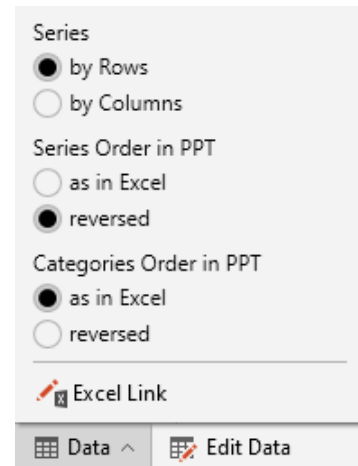 Series
by Rows
by Columns
Series Order in PPT
as in Excel
reversed
Categories Order in PPT
as in Excel
reversed
Excel Link
Data Edit Data